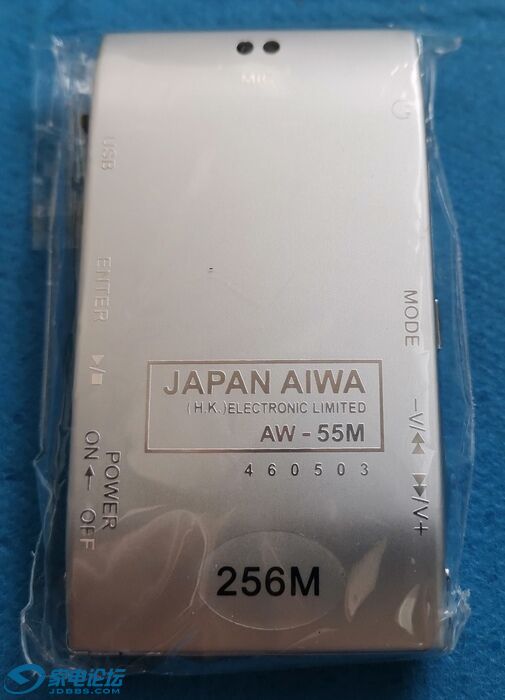 MIC
USB
ENTER
▶/■
POWER
ON ← OFF
MODE
−V/◀◀ ▶▶/V+
JAPAN AIWA
(H.K.)ELECTRONIC LIMITED
AW - 55M
460503
256M
家电论坛
JDBBS.COM